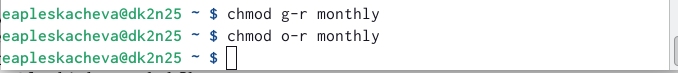 eapleskacheva@dk2n25 ~ $ chmod g-r monthly
eapleskacheva@dk2n25 ~ $ chmod o-r monthly
eapleskacheva@dk2n25 ~ $